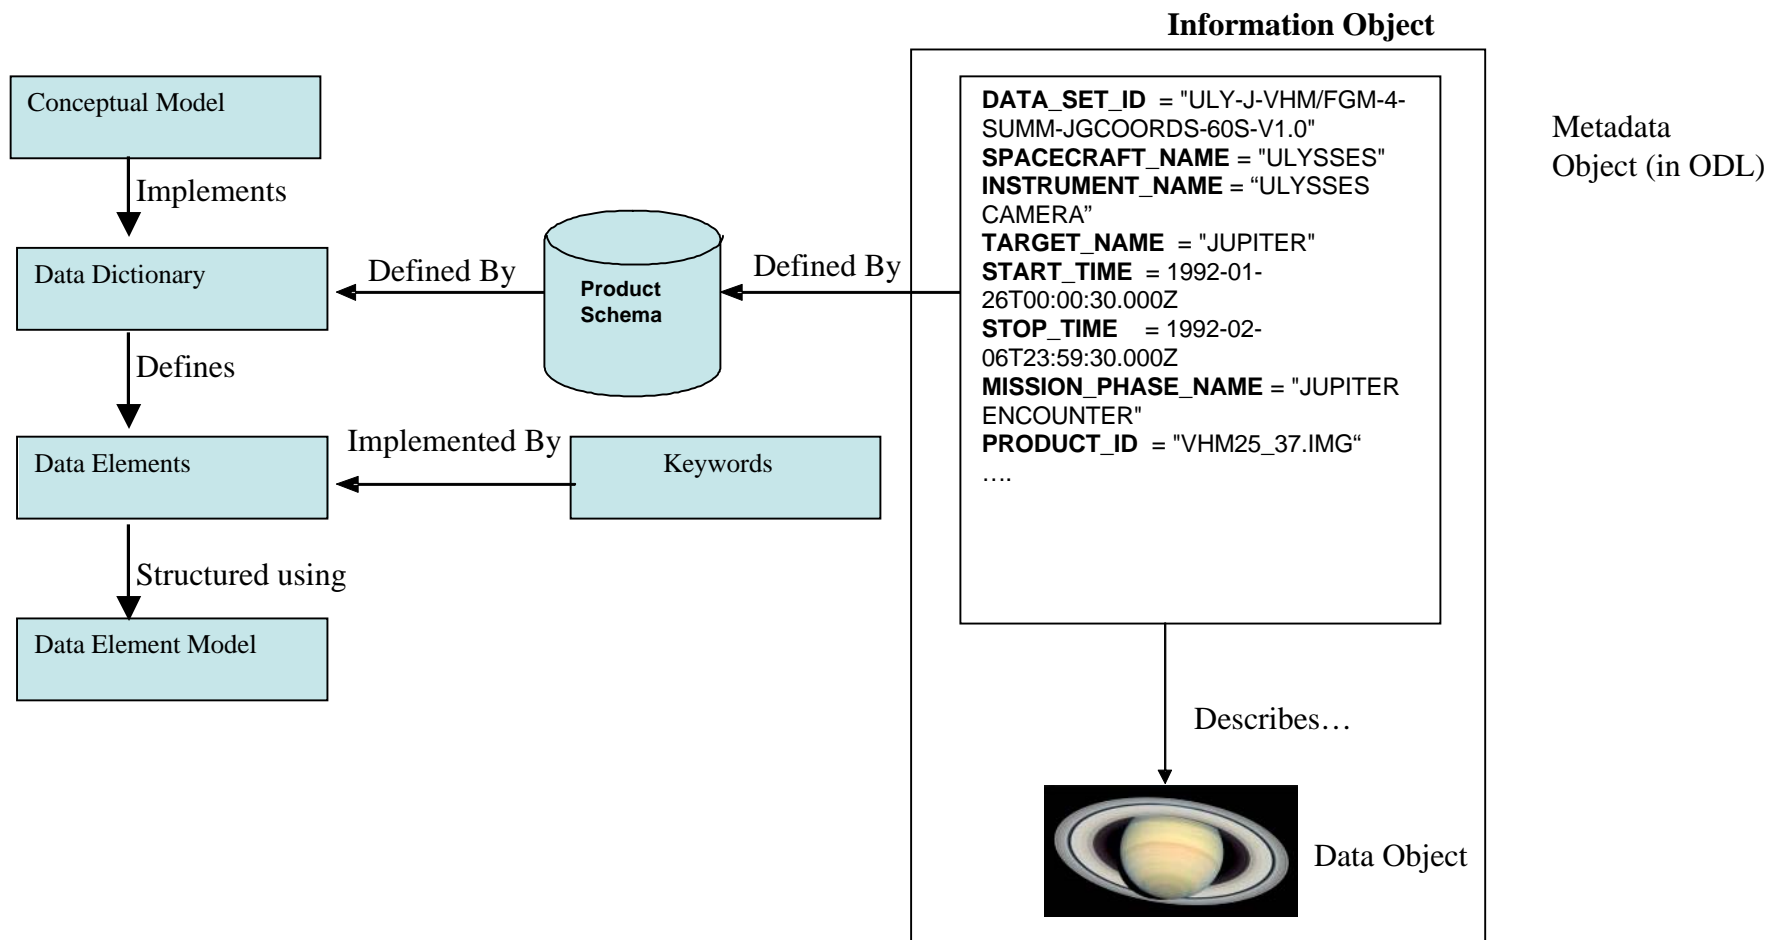 Information Object
Conceptual Model
Implements
Data Dictionary
Defines
Data Elements
Structured using
Data Element Model
Defined By
Product
Schema
Defined By
Implemented By
Keywords
DATA_SET_ID = "ULY-J-VHM/FGM-4-
SUMM-JGCOORDS-60S-V1.0"
SPACECRAFT_NAME = "ULYSSES"
INSTRUMENT_NAME = “ULYSSES
CAMERA”
TARGET_NAME = "JUPITER"
START_TIME = 1992-01-
26T00:00:30.000Z
STOP_TIME = 1992-02-
06T23:59:30.000Z
MISSION_PHASE_NAME = "JUPITER
ENCOUNTER"
PRODUCT_ID = "VHM25_37.IMG“
….
Metadata
Object (in ODL)
Describes…
Data Object